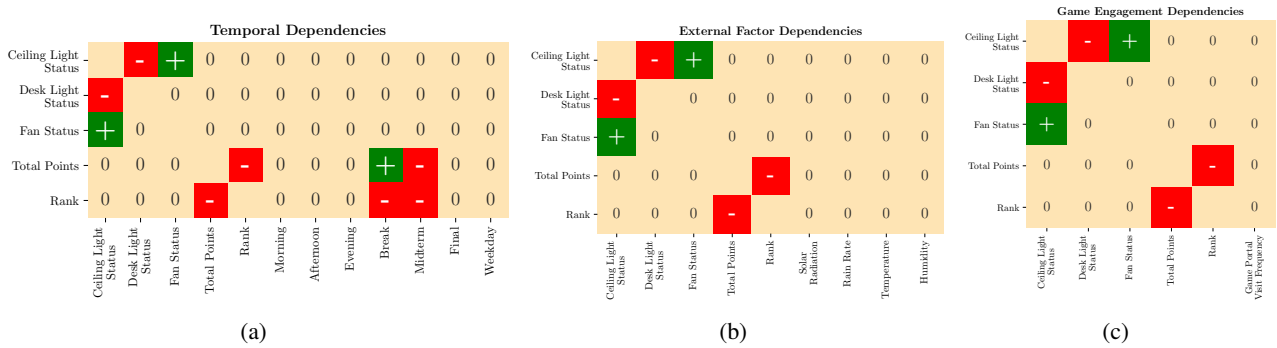 Temporal Dependencies
Ceiling Light
Status
- + 0 0 0 0 0 0 0 0 0
Desk Light
Status
- 0 0 0 0 0 0 0 0 0 0
Fan Status + 0 0 0 0 0 0 0 0 0 0
Total Points 0 0 0 - 0 0 0 + - 0 0
Rank 0 0 0 - 0 0 0 - - 0 0
Ceiling Light
Status
Desk Light
Status
Fan Status
Total Points
Rank
Morning
Afternoon
Evening
Break
Midterm
Final
Weekday
(a)
External Factor Dependencies
Ceiling Light
Status
- + 0 0 0 0 0 0
Desk Light
Status
- 0 0 0 0 0 0 0
Fan Status + 0 0 0 0 0 0 0
Total Points 0 0 0 - 0 0 0 0
Rank 0 0 0 - 0 0 0 0
Ceiling Light
Status
Desk Light
Status
Fan Status
Total Points
Rank
Solar
Radiation
Rain Rate
Temperature
Humidity
(b)
Game Engagement Dependencies
Ceiling Light
Status
- + 0 0 0
Desk Light
Status
- 0 0 0 0
Fan Status + 0 0 0 0
Total Points 0 0 0 - 0
Rank 0 0 0 - 0
Ceiling Light
Status
Desk Light
Status
Fan Status
Total Points
Rank
Game Portal
Visit Frequency
(c)